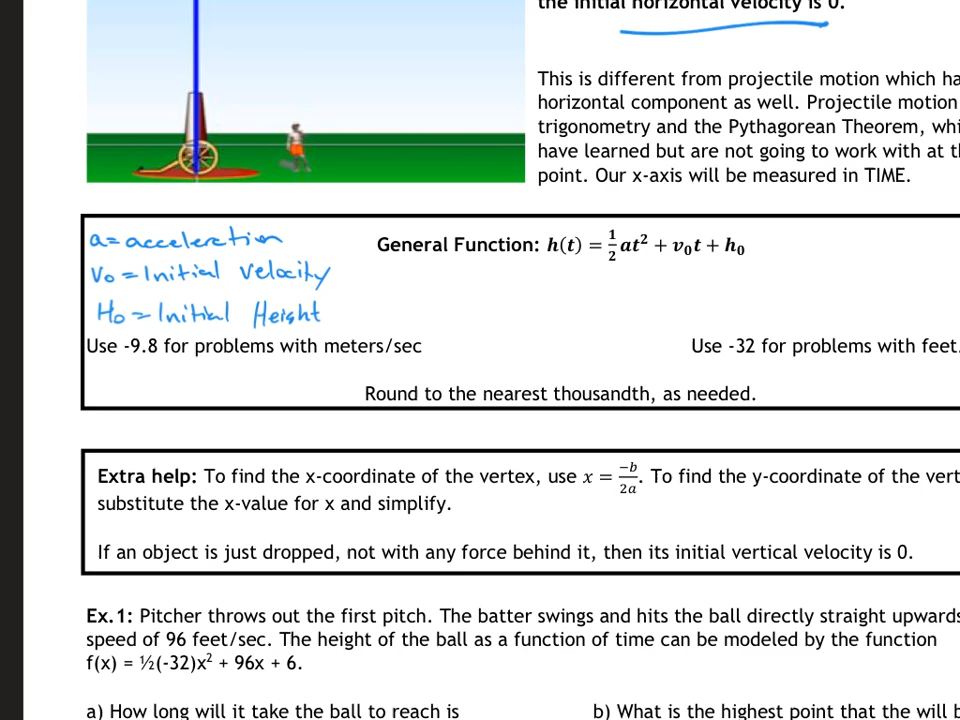 the initial horizontal velocity is 0.
This is different from projectile motion which ha
horizontal component as well. Projectile motion
trigonometry and the Pythagorean Theorem, whi
have learned but are not going to work with at th
point. Our x-axis will be measured in TIME.
a = acceleration
General Function: h(t) = ½at² + v₀t + h₀
V₀ = Initial Velocity
H₀ = Initial Height
Use -9.8 for problems with meters/sec
Use -32 for problems with feet.
Round to the nearest thousandth, as needed.
Extra help: To find the x-coordinate of the vertex, use x = -b/2a. To find the y-coordinate of the vert
substitute the x-value for x and simplify.
If an object is just dropped, not with any force behind it, then its initial vertical velocity is 0.
Ex.1: Pitcher throws out the first pitch. The batter swings and hits the ball directly straight upwards
speed of 96 feet/sec. The height of the ball as a function of time can be modeled by the function
f(x) = ½(-32)x² + 96x + 6.
a) How long will it take the ball to reach is
b) What is the highest point that the will b